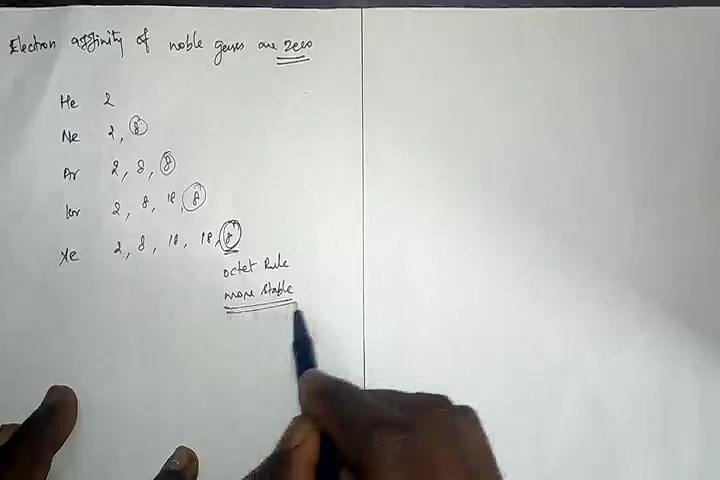 Electron affinity of noble gases are zero
He 2
Ne 2, 8
Ar 2, 8, 8
Kr 2, 8, 18, 8
Xe 2, 8, 18, 18, 8
octet Rule
more stable